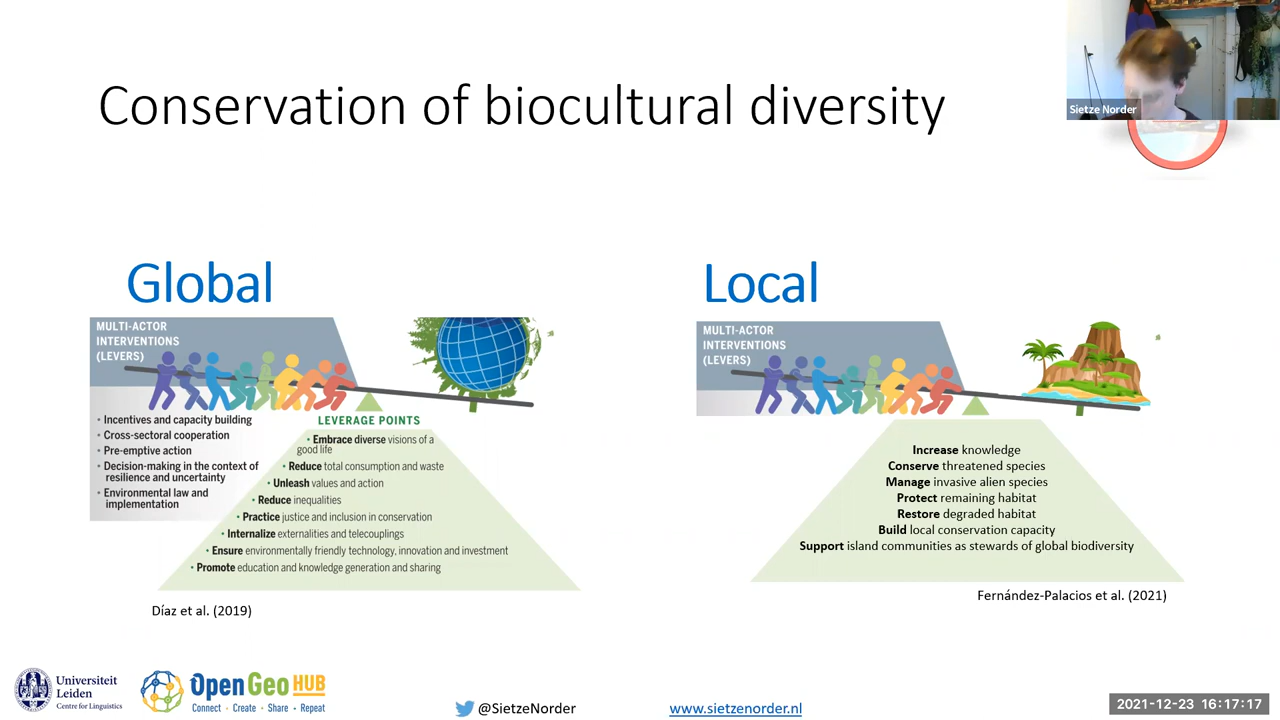 Conservation of biocultural diversity
Sietze Norder
Global
MULTI-ACTOR
INTERVENTIONS
(LEVERS)
• Incentives and capacity building
• Cross-sectoral cooperation
• Pre-emptive action
• Decision-making in the context of
resilience and uncertainty
• Environmental law and
implementation
LEVERAGE POINTS
• Embrace diverse visions of a
good life
• Reduce total consumption and waste
• Unleash values and action
• Reduce inequalities
• Practice justice and inclusion in conservation
• Internalize externalities and telecouplings
• Ensure environmentally friendly technology, innovation and investment
• Promote education and knowledge generation and sharing
Díaz et al. (2019)
Local
MULTI-ACTOR
INTERVENTIONS
(LEVERS)
Increase knowledge
Conserve threatened species
Manage invasive alien species
Protect remaining habitat
Restore degraded habitat
Build local conservation capacity
Support island communities as stewards of global biodiversity
Fernández-Palacios et al. (2021)
Universiteit
Leiden
Centre for Linguistics
OpenGeoHUB
Connect · Create · Share · Repeat
@SietzeNorder
www.sietzenorder.nl
2021-12-23 16:17:17